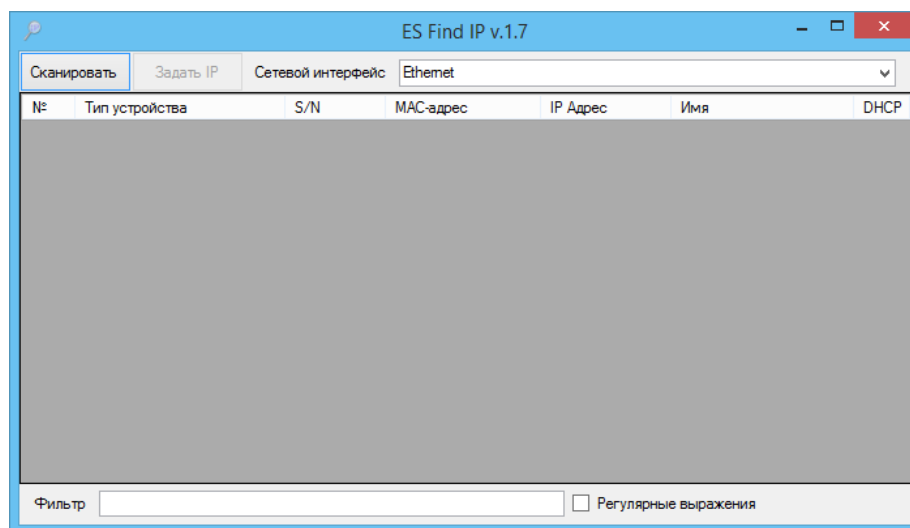 ES Find IP v.1.7
Сканировать Задать IP Сетевой интерфейс Ethernet
№ Тип устройства S/N MAC-адрес IP Адрес Имя DHCP
Фильтр Регулярные выражения